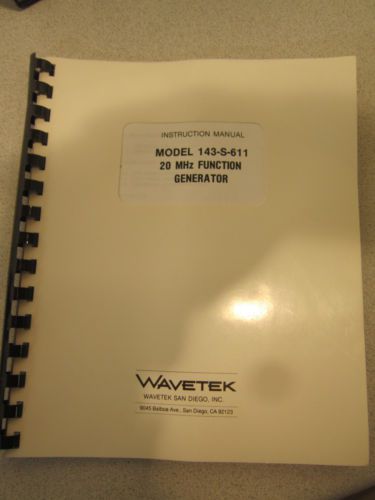 INSTRUCTION MANUAL
MODEL 143-S-611
20 MHz FUNCTION
GENERATOR
WAVETEK
WAVETEK SAN DIEGO, INC.
9045 Balboa Ave., San Diego, CA 92123